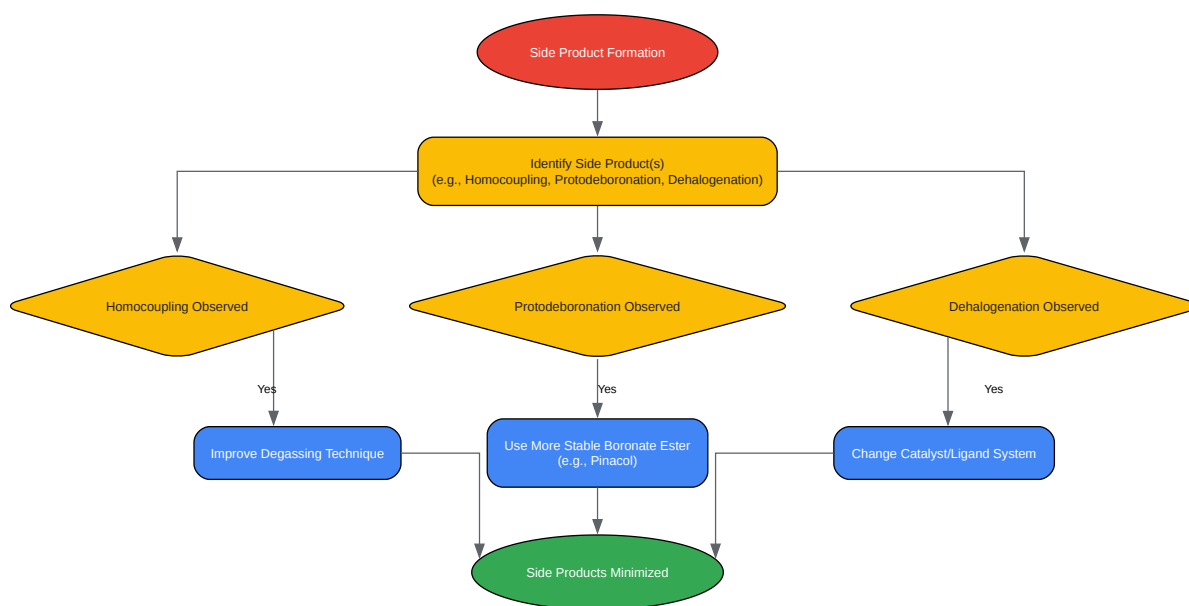 Side Product Formation
Identify Side Product(s)
(e.g., Homocoupling, Protodeboronation, Dehalogenation)
Homocoupling Observed
Protodeboronation Observed
Dehalogenation Observed
Yes
Yes
Yes
Improve Degassing Technique
Use More Stable Boronate Ester
(e.g., Pinacol)
Change Catalyst/Ligand System
Side Products Minimized